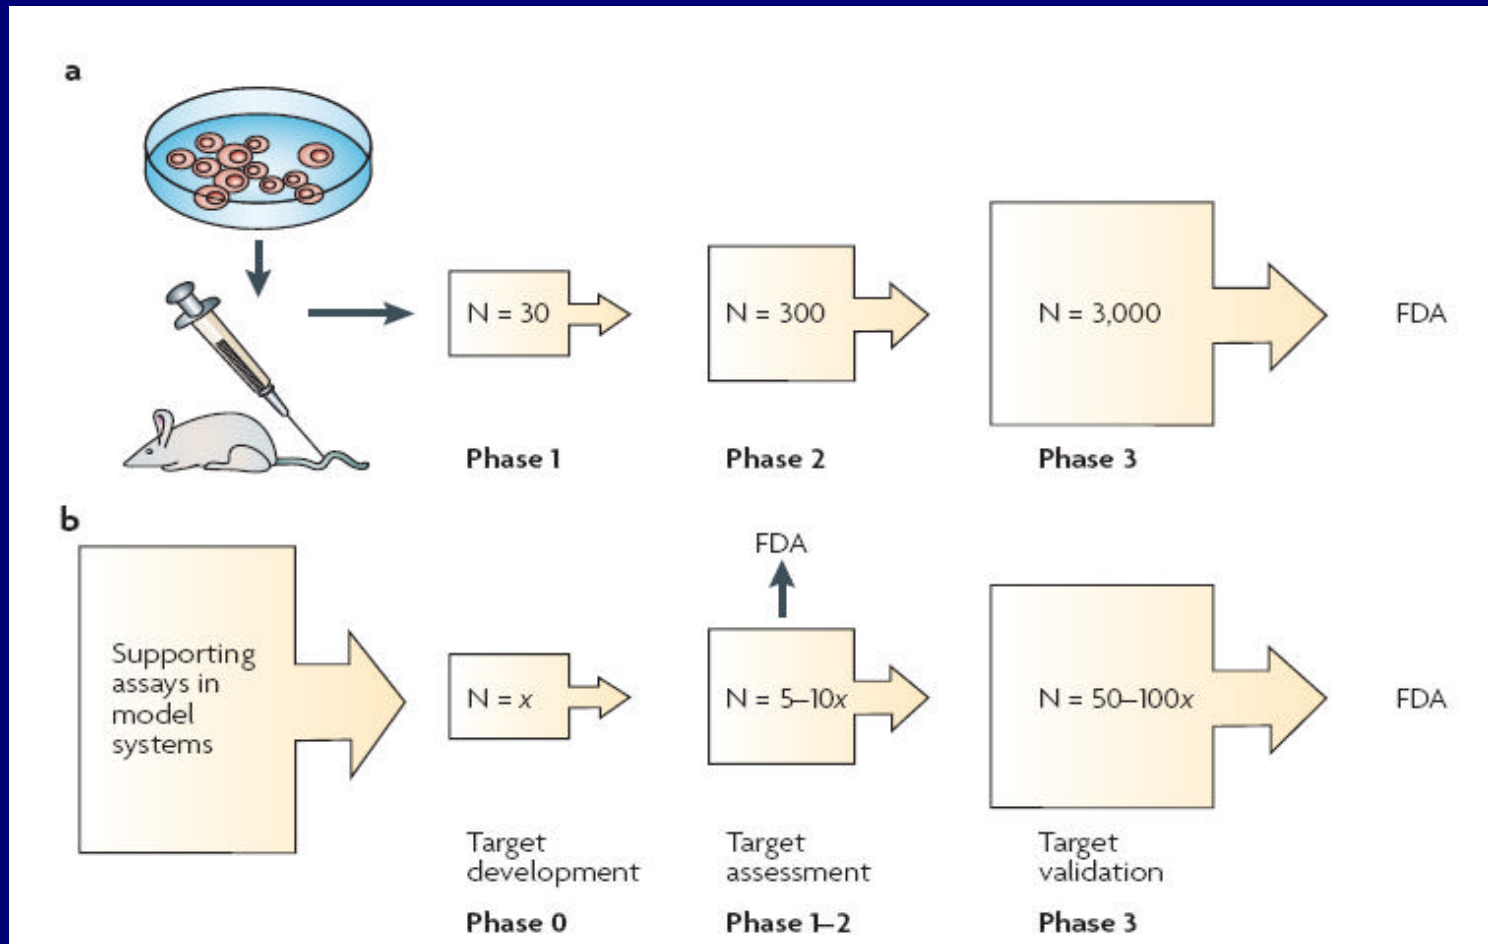 a
N = 30
N = 300
N = 3,000
FDA
Phase 1
Phase 2
Phase 3
b
FDA
Supporting
assays in
model
systems
N = x
N = 5–10x
N = 50–100x
FDA
Target
development
Target
assessment
Target
validation
Phase 0
Phase 1–2
Phase 3